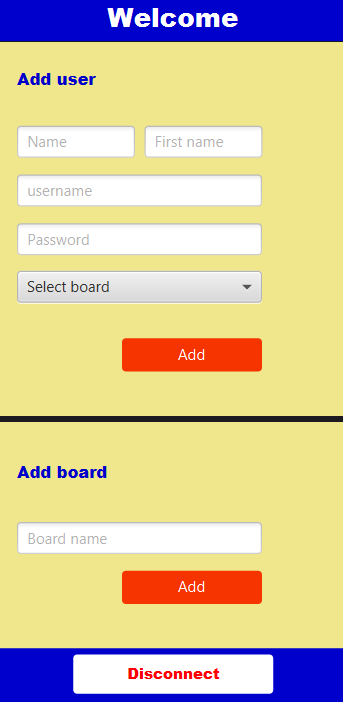 Welcome
Add user
Name First name
username
Password
Select board
Add
Add board
Board name
Add
Disconnect